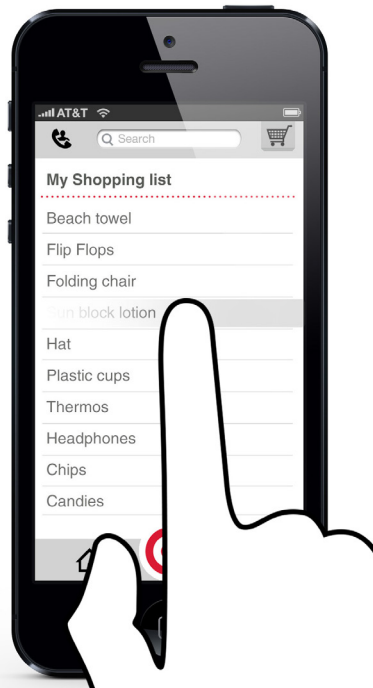 AT&T
Search
My Shopping list
Beach towel
Flip Flops
Folding chair
Sun block lotion
Hat
Plastic cups
Thermos
Headphones
Chips
Candies